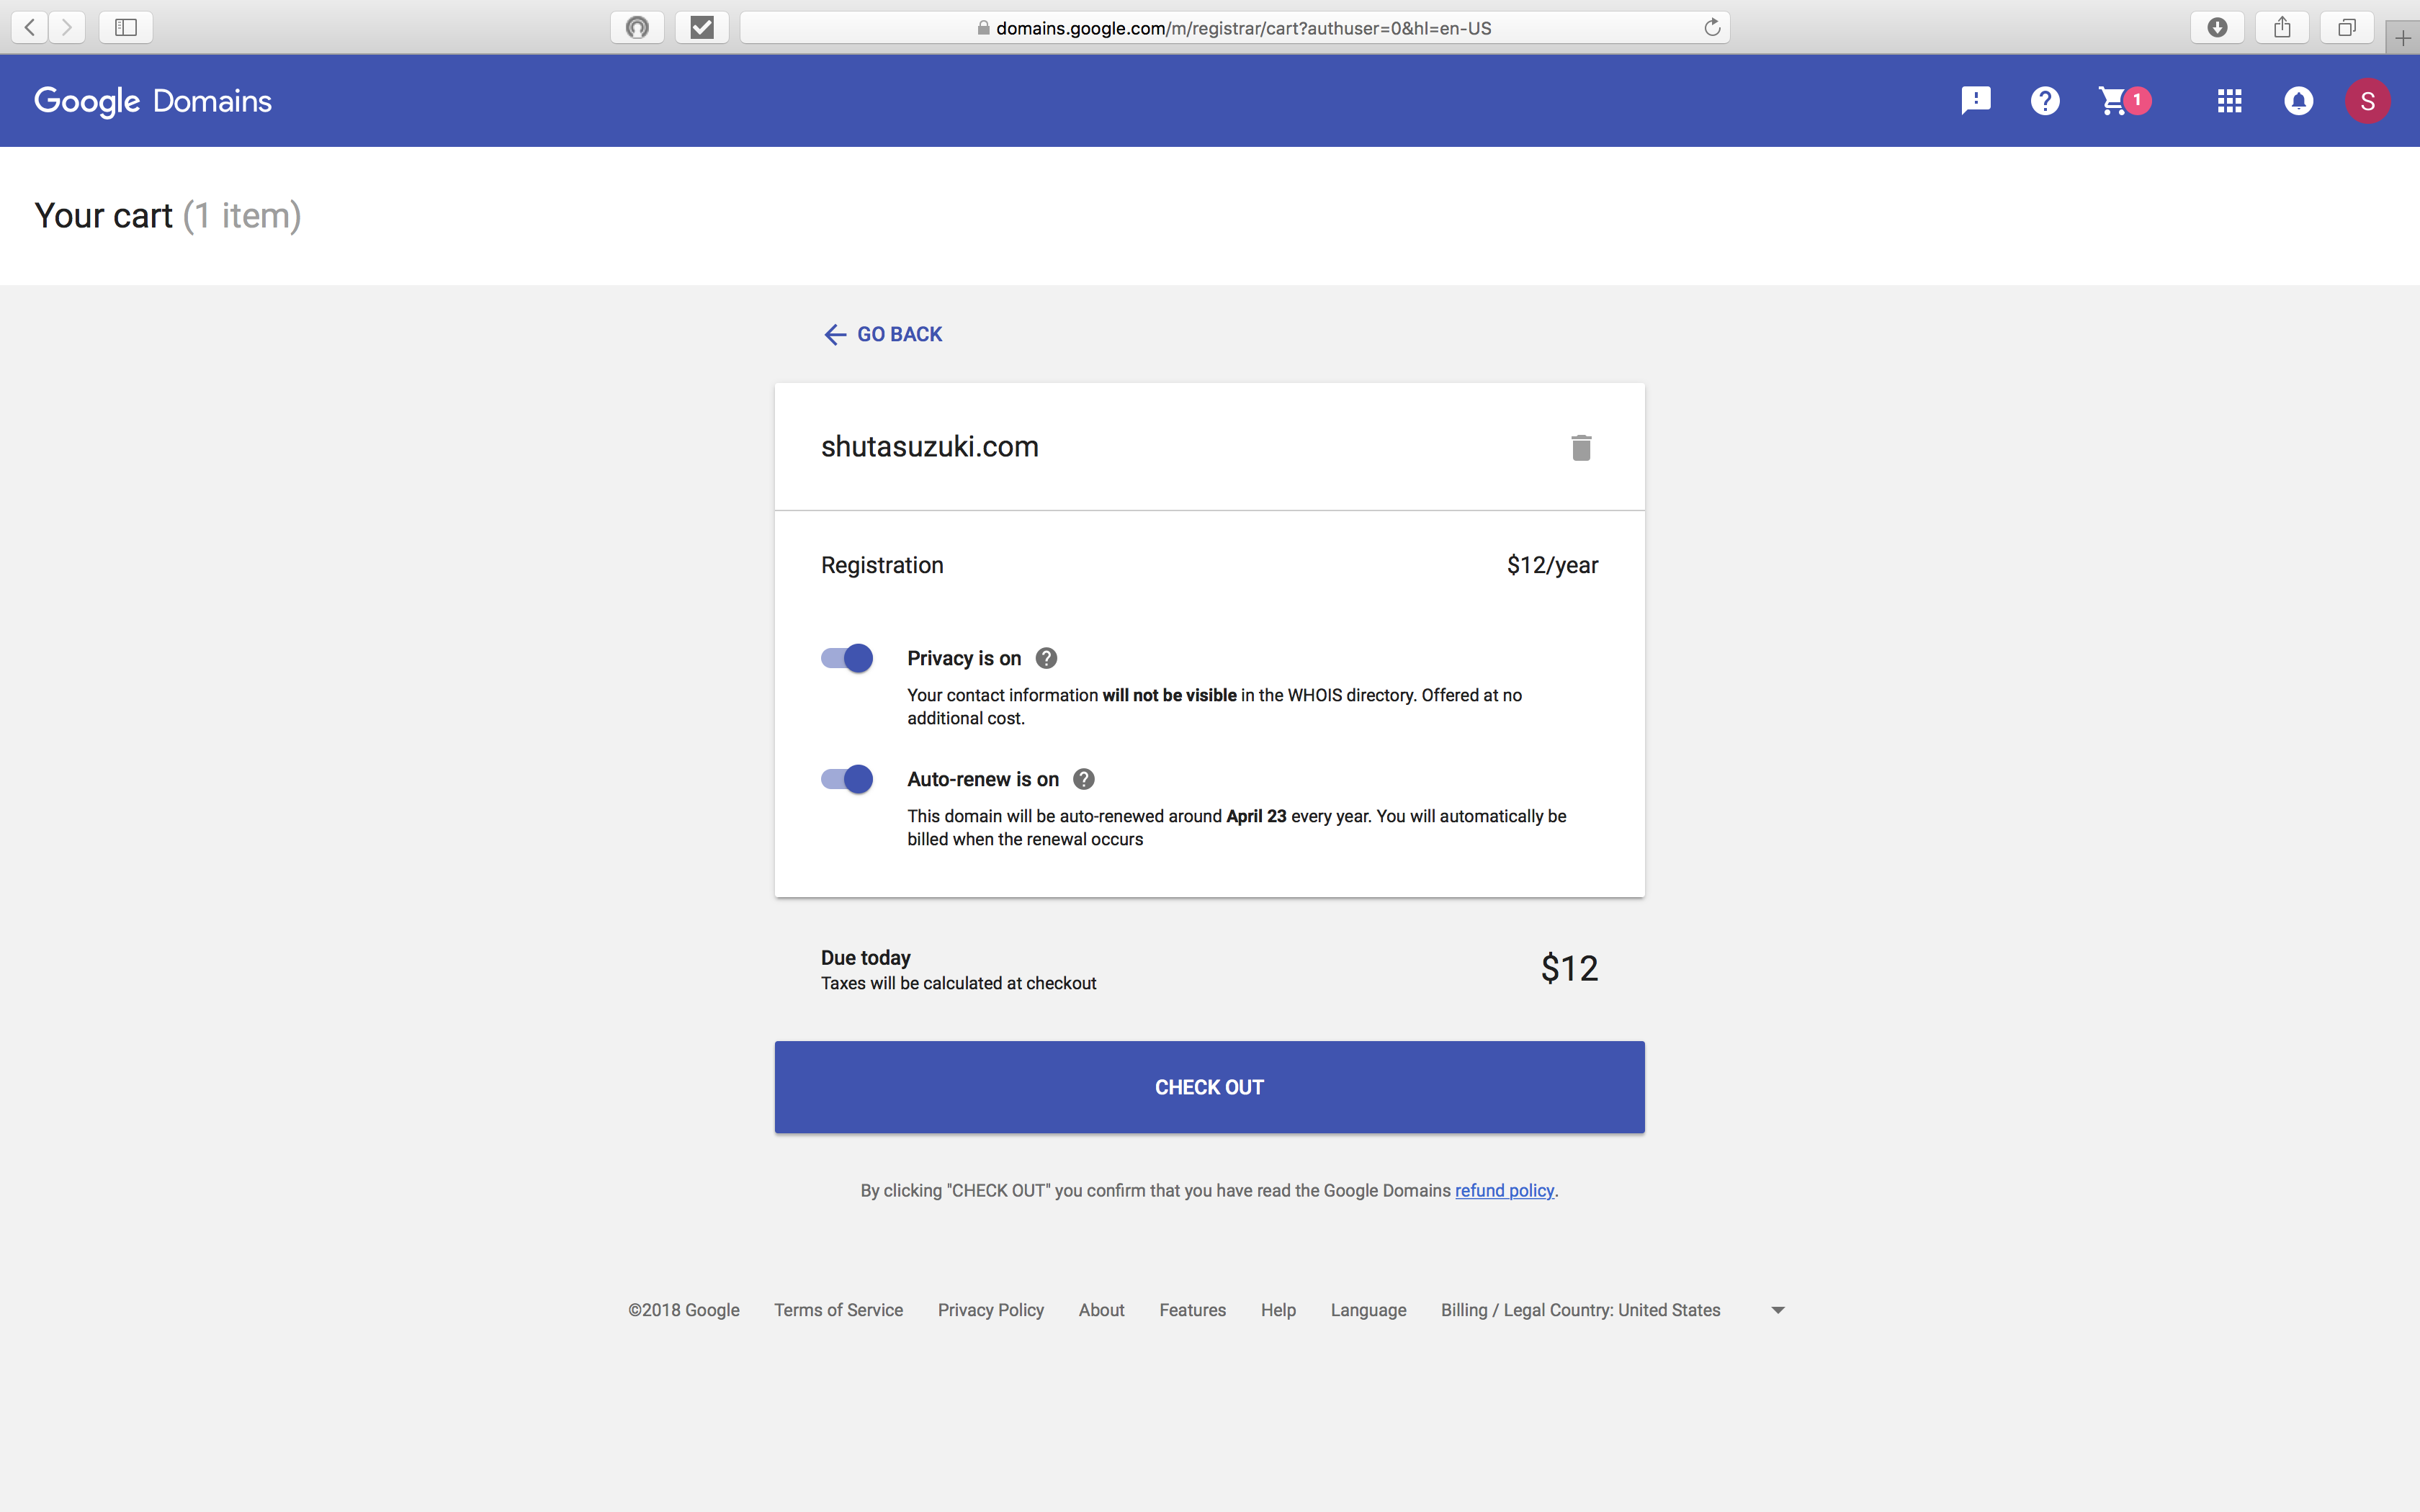 domains.google.com/m/registrar/cart?authuser=0&hl=en-US
Google Domains
1
S
Your cart (1 item)
GO BACK
shutasuzuki.com
Registration
$12/year
Privacy is on
Your contact information will not be visible in the WHOIS directory. Offered at no
additional cost.
Auto-renew is on
This domain will be auto-renewed around April 23 every year. You will automatically be
billed when the renewal occurs
Due today
Taxes will be calculated at checkout
$12
CHECK OUT
By clicking "CHECK OUT" you confirm that you have read the Google Domains refund policy.
©2018 Google Terms of Service Privacy Policy About Features Help Language Billing / Legal Country: United States